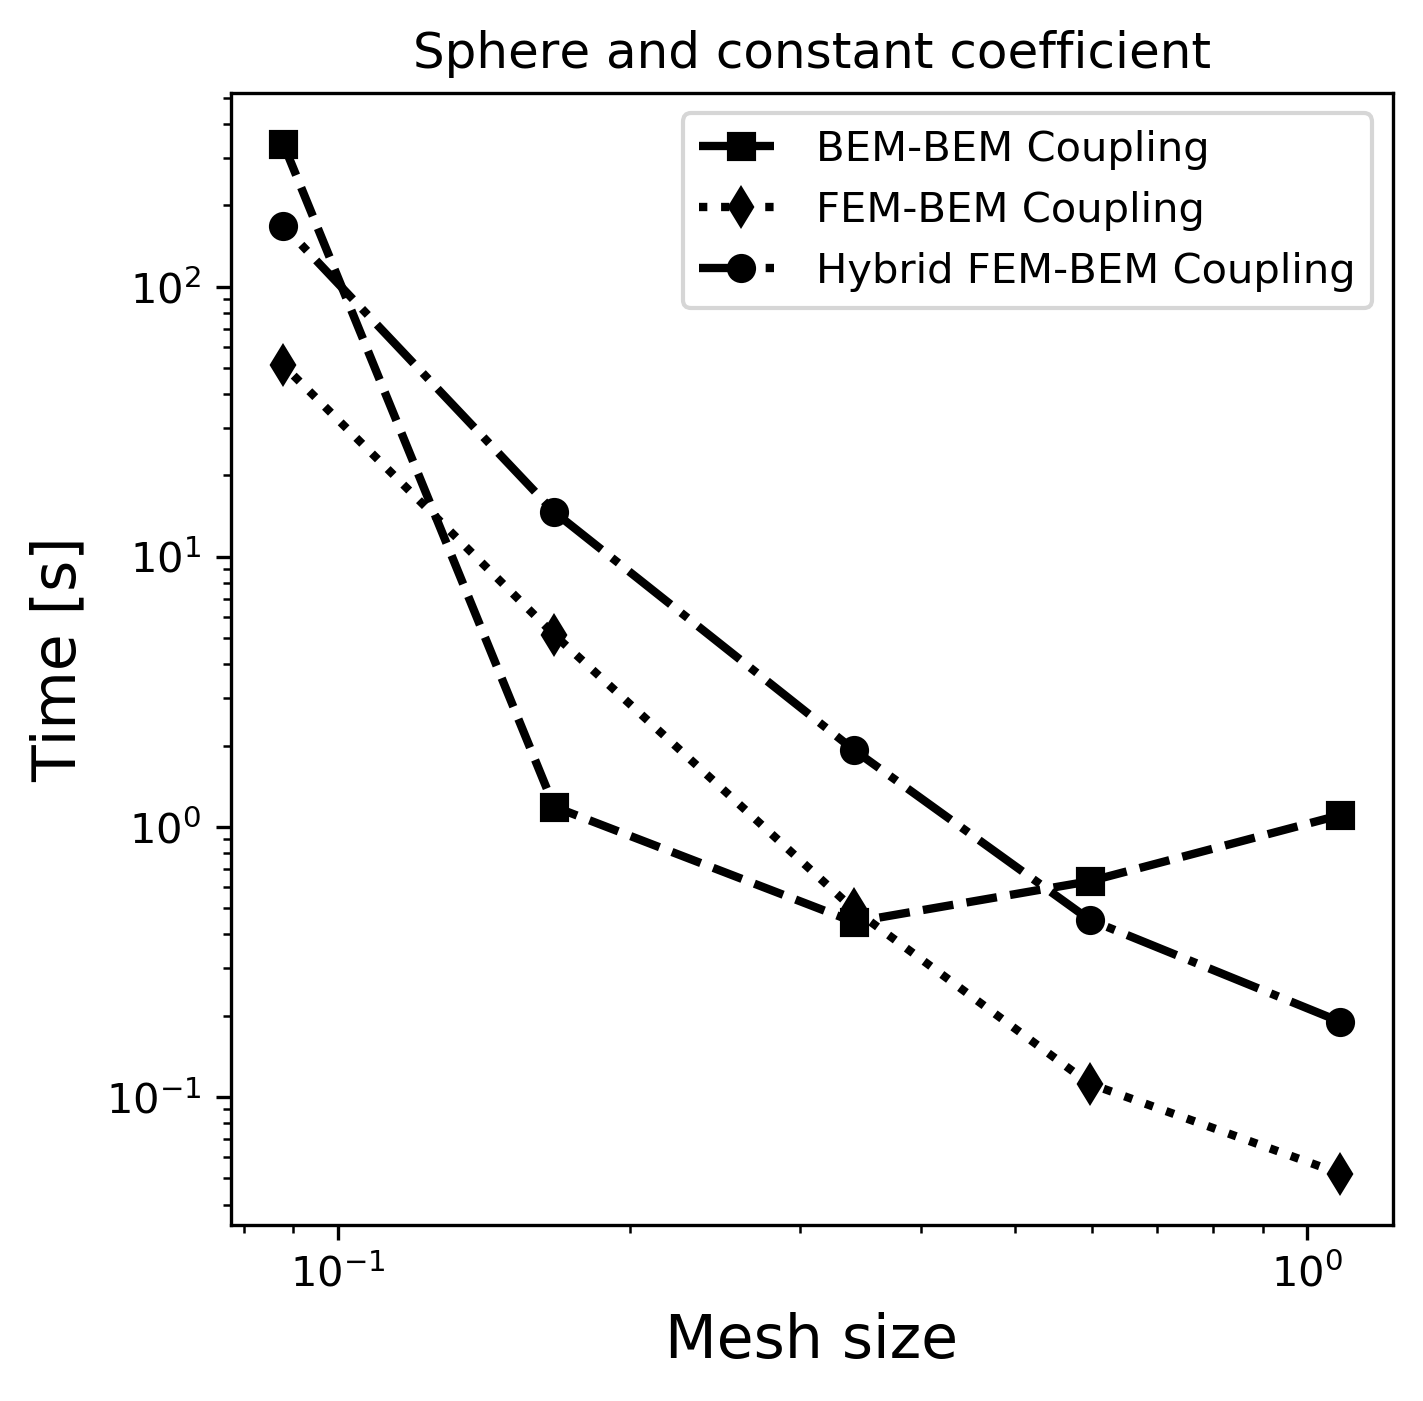 Sphere and constant coefficient
BEM-BEM Coupling
FEM-BEM Coupling
Hybrid FEM-BEM Coupling
Time [s]
10²
10¹
10⁰
10⁻¹
10⁻¹ 10⁰
Mesh size